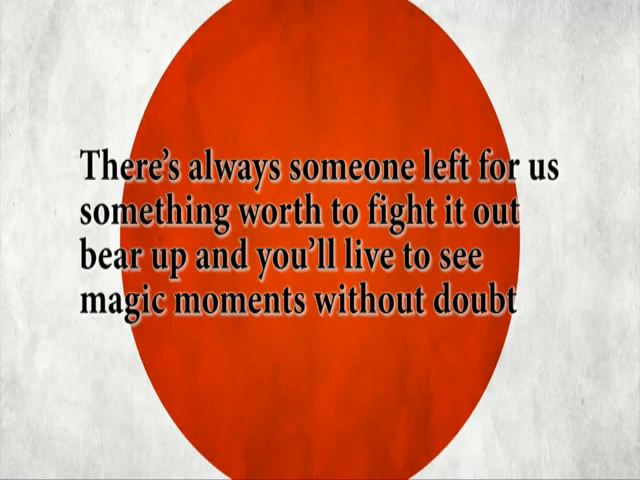 There's always someone left for us
something worth to fight it out
bear up and you'll live to see
magic moments without doubt